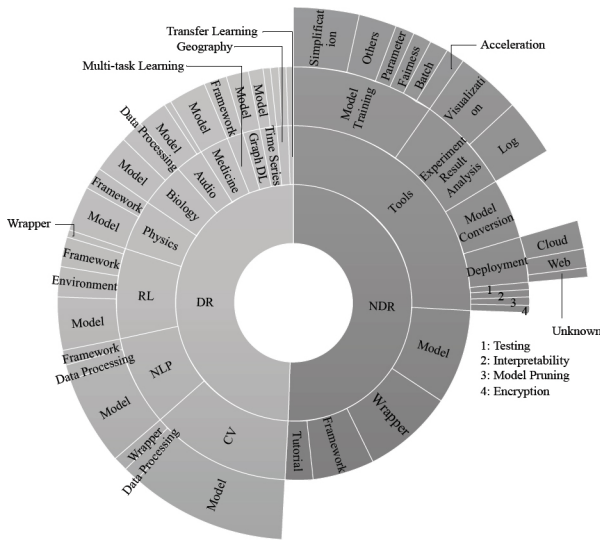 Transfer Learning
Geography
Multi-task Learning
Simplificat
ion
Others
Parameter
Fairness
Batch
Acceleration
Visualizati
on
Log
Model
Training
Experiment
Result
Analysis
Tools
Model
Conversion
Deployment
Cloud
Web
Unknown
1
2
3
4
1: Testing
2: Interpretability
3: Model Pruning
4: Encryption
NDR
Model
Wrapper
Framework
Tutorial
DR
CV
Model
Data Processing
Wrapper
NLP
Model
Data Processing
Framework
RL
Model
Environment
Framework
Wrapper
Physics
Model
Framework
Biology
Model
Data Processing
Audio
Model
Medicine
Model
Framework
Graph DL
Model
Time Series
Model